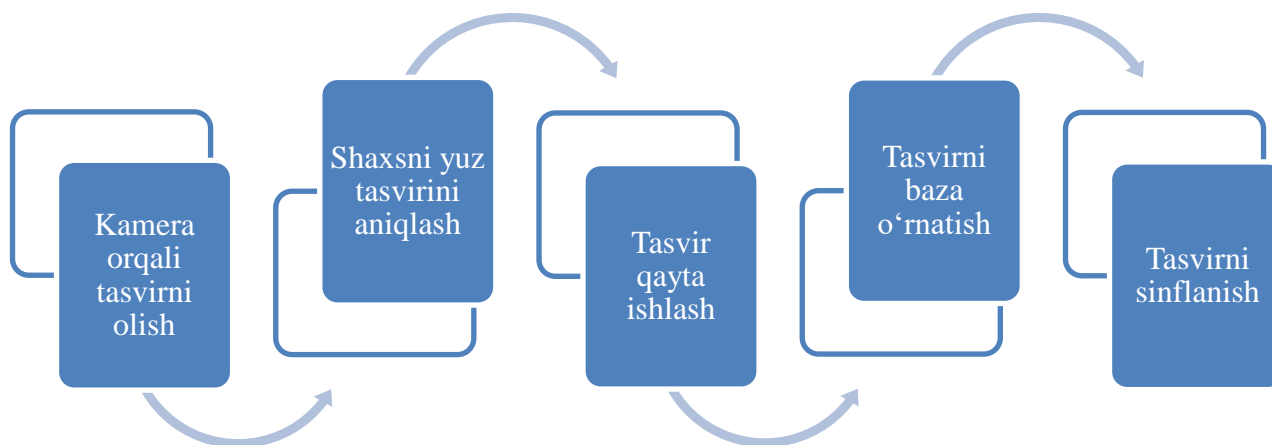 Kamera
orqali
tasvirni
olish
Shaxsni yuz
tasvirini
aniqlash
Tasvir
qayta
ishlash
Tasvirni
baza
o‘rnatish
Tasvirni
sinflanish